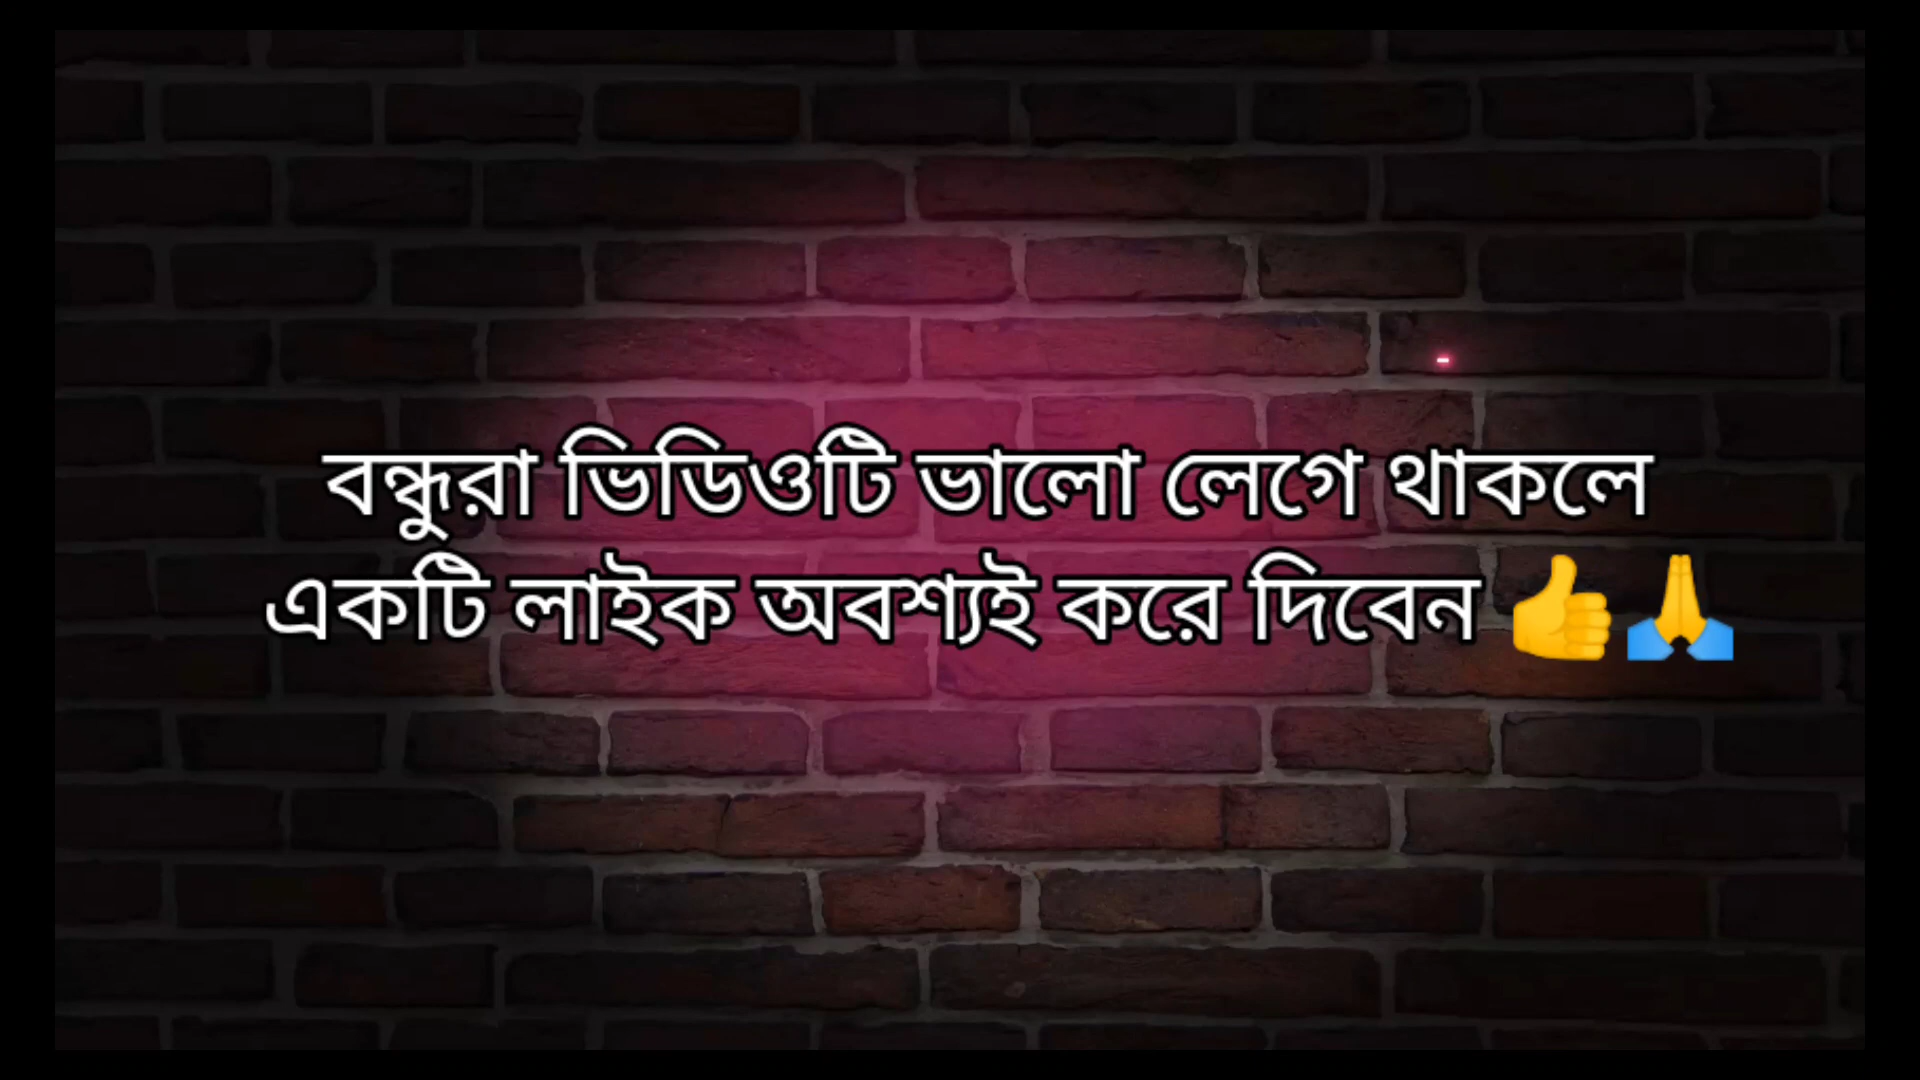 বন্ধুরা ভিডিওটি ভালো লেগে থাকলে
একটি লাইক অবশ্যই করে দিবেন 👍🙏